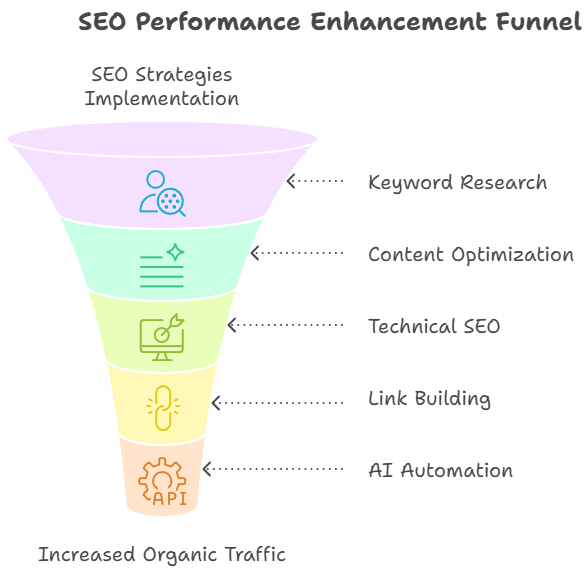 SEO Performance Enhancement Funnel
SEO Strategies
Implementation
Keyword Research
Content Optimization
Technical SEO
Link Building
AI Automation
API
Increased Organic Traffic